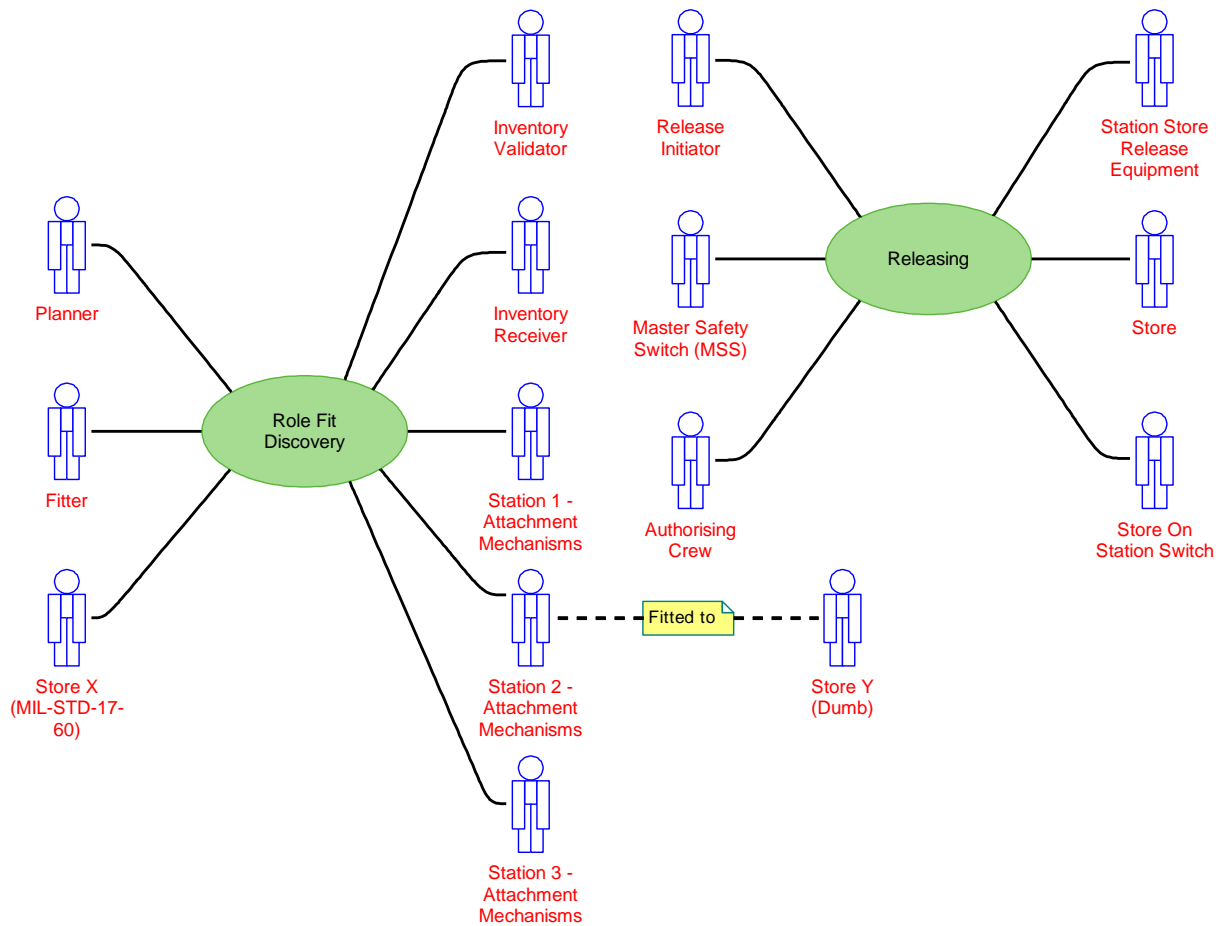 Inventory
Validator
Release
Initiator
Station Store
Release
Equipment
Planner
Inventory
Receiver
Releasing
Master Safety
Switch (MSS)
Store
Role Fit
Discovery
Fitter
Station 1 -
Attachment
Mechanisms
Authorising
Crew
Store On
Station Switch
Fitted to
Store X
(MIL-STD-17-
60)
Station 2 -
Attachment
Mechanisms
Store Y
(Dumb)
Station 3 -
Attachment
Mechanisms